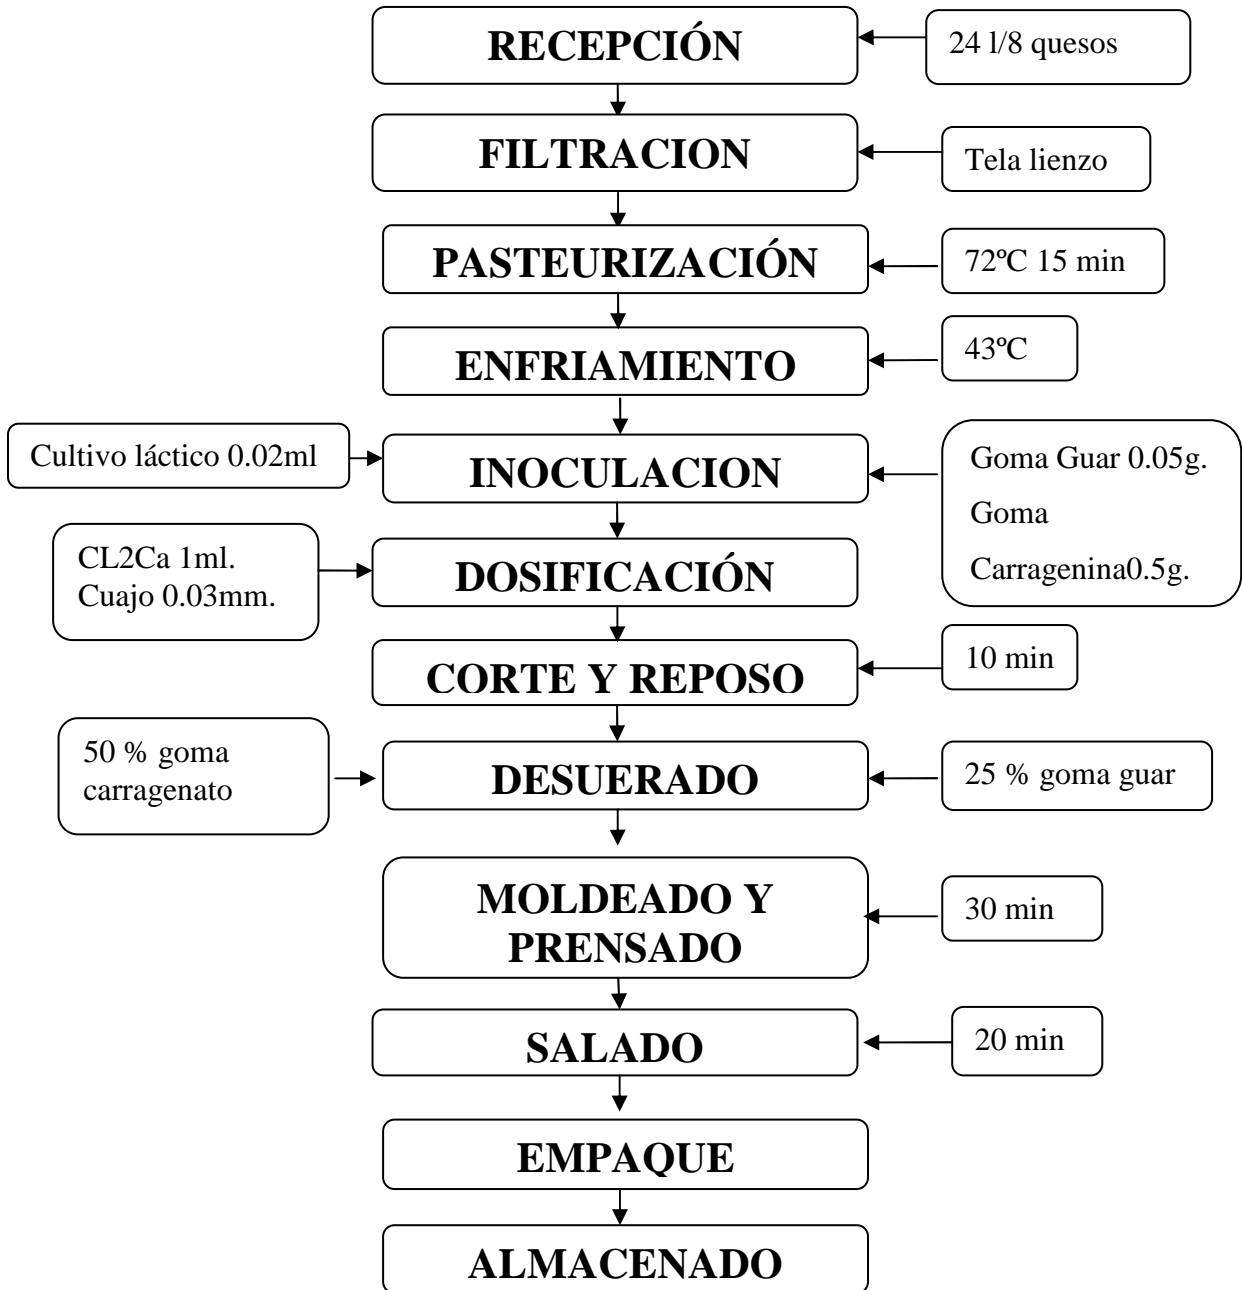 RECEPCIÓN
24 l/8 quesos
FILTRACION
Tela lienzo
PASTEURIZACIÓN
72ºC 15 min
ENFRIAMIENTO
43ºC
Cultivo láctico 0.02ml
INOCULACION
Goma Guar 0.05g.
Goma
Carragenina0.5g.
CL2Ca 1ml.
Cuajo 0.03mm.
DOSIFICACIÓN
CORTE Y REPOSO
10 min
50 % goma
carragenato
DESUERADO
25 % goma guar
MOLDEADO Y
PRENSADO
30 min
SALADO
20 min
EMPAQUE
ALMACENADO